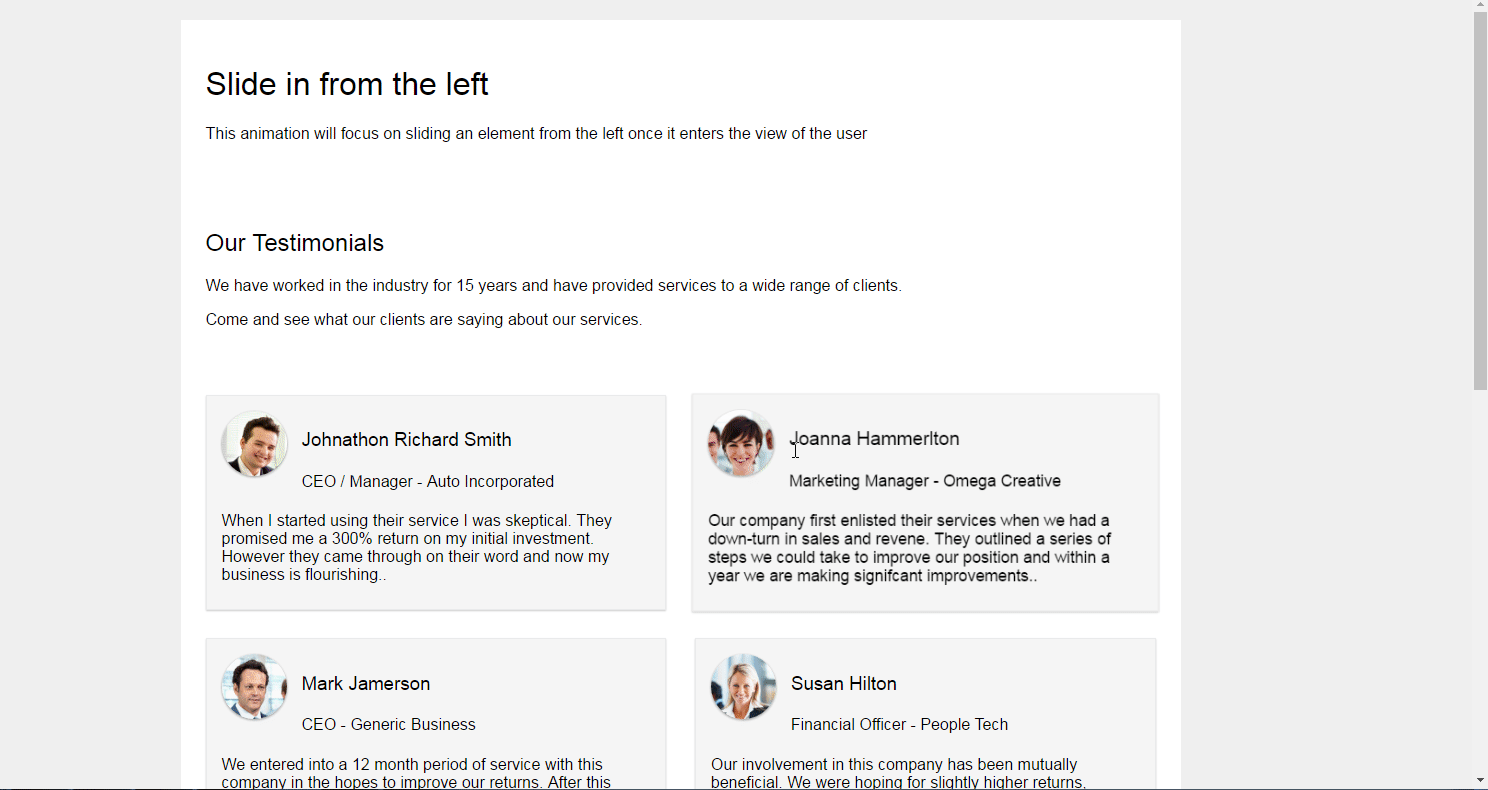 Slide in from the left
This animation will focus on sliding an element from the left once it enters the view of the user
Our Testimonials
We have worked in the industry for 15 years and have provided services to a wide range of clients.
Come and see what our clients are saying about our services.
Johnathon Richard Smith
CEO / Manager - Auto Incorporated
When I started using their service I was skeptical. They
promised me a 300% return on my initial investment.
However they came through on their word and now my
business is flourishing..
Joanna Hammerlton
Marketing Manager - Omega Creative
Our company first enlisted their services when we had a
down-turn in sales and revene. They outlined a series of
steps we could take to improve our position and within a
year we are making signifcant improvements..
Mark Jamerson
CEO - Generic Business
We entered into a 12 month period of service with this
company in the hopes to improve our returns. After this
Susan Hilton
Financial Officer - People Tech
Our involvement in this company has been mutually
beneficial. We were hoping for slightly higher returns.